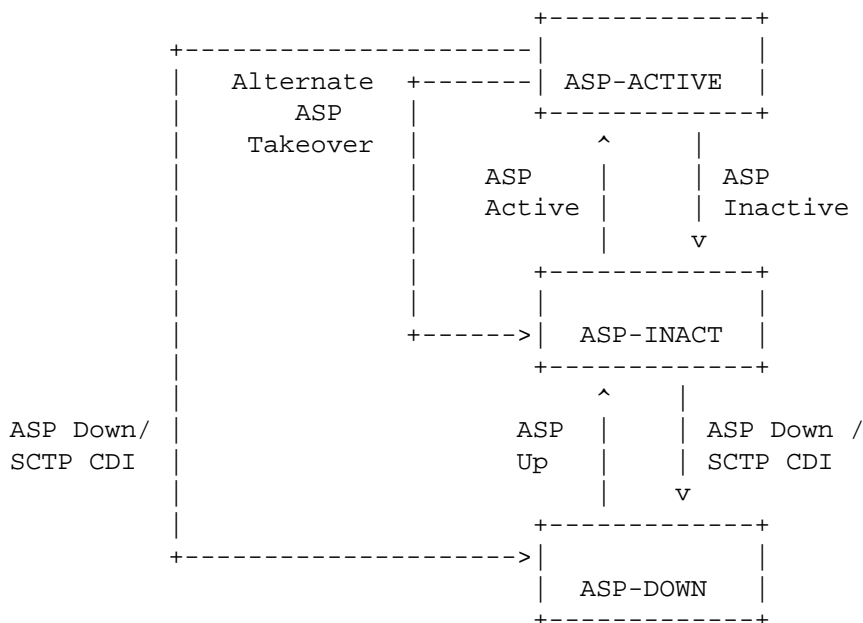 ASP-ACTIVE
Alternate
ASP
Takeover
ASP
Active
ASP
Inactive
ASP-INACT
ASP Down/
SCTP CDI
ASP
Up
ASP Down /
SCTP CDI
ASP-DOWN